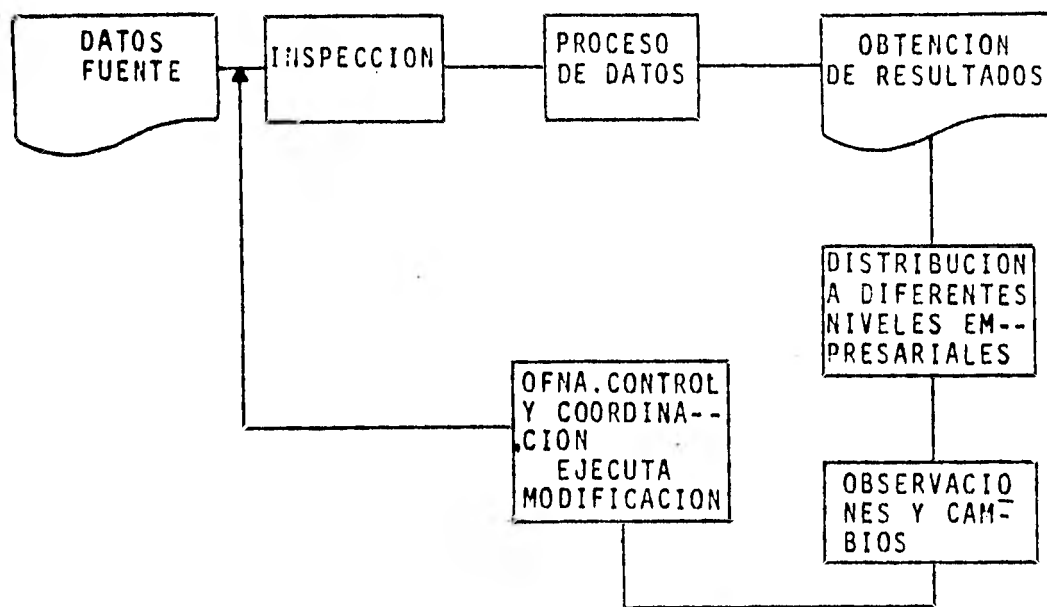 DATOS
FUENTE
INSPECCION
PROCESO
DE DATOS
OBTENCION
DE RESULTADOS
DISTRIBUCION
A DIFERENTES
NIVELES EM--
PRESARIALES
OBSERVACIO
NES Y CAM-
BIOS
OFNA.CONTROL
Y COORDINA--
CION
EJECUTA
MODIFICACION